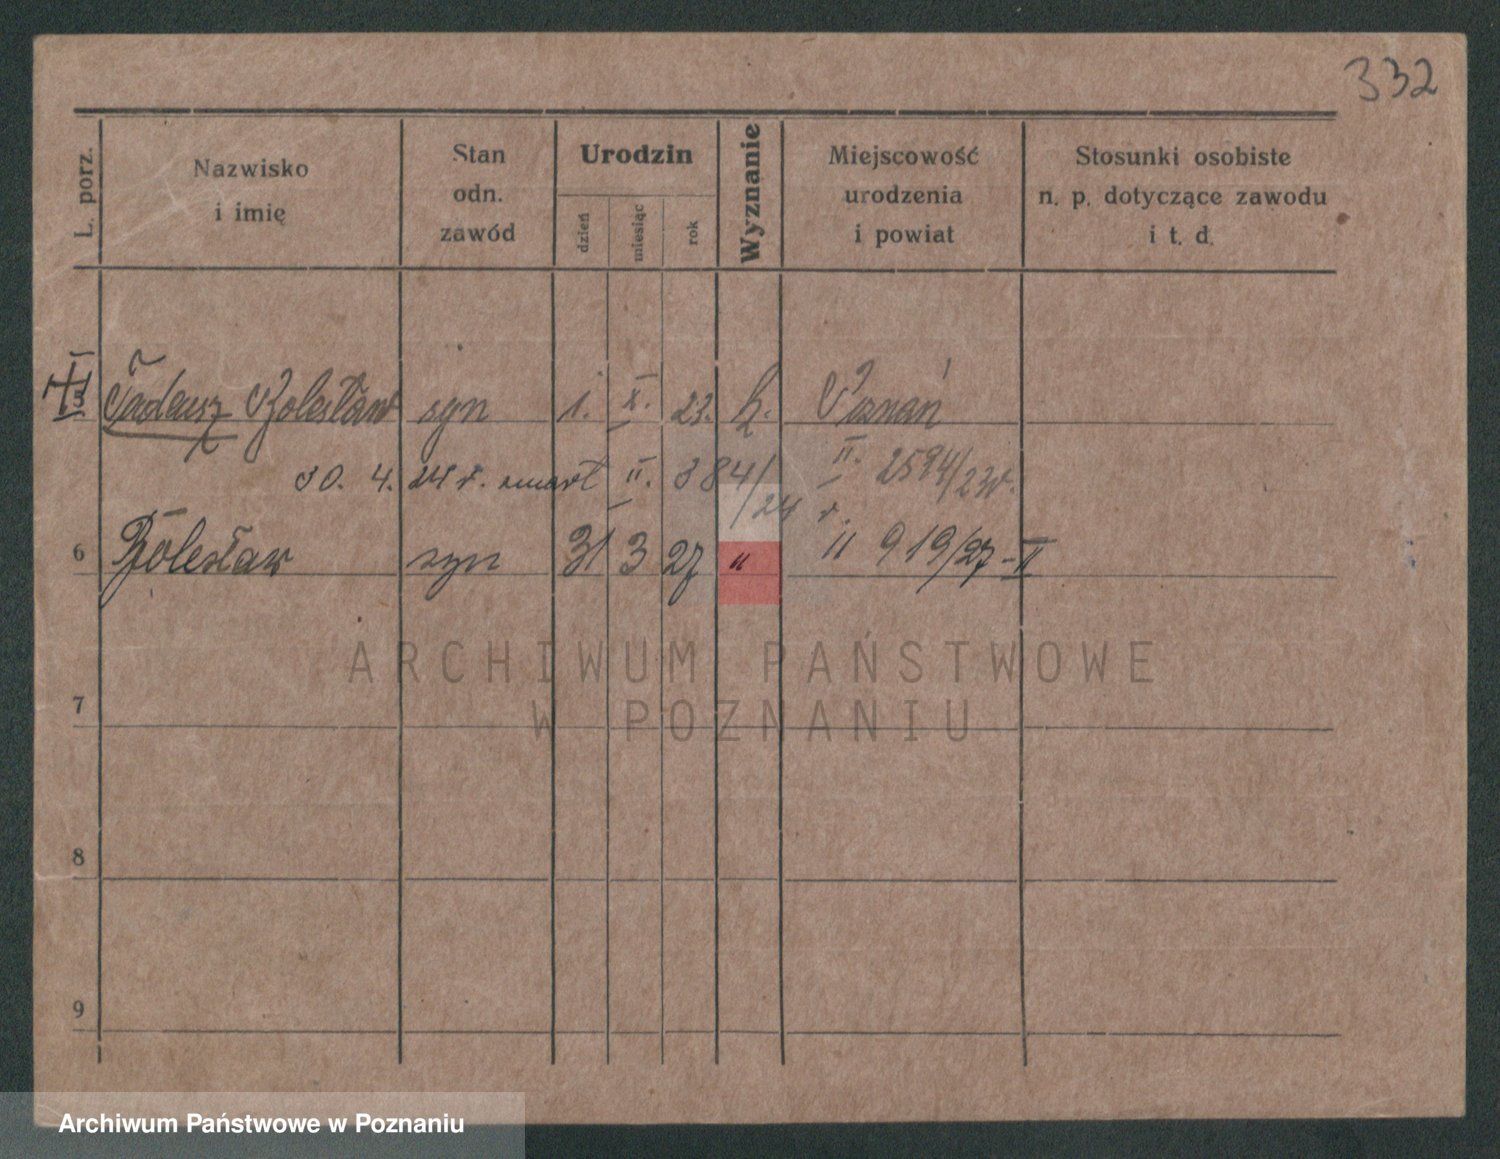 332
L. porz.
Nazwisko
i imię
Stan
odn.
zawód
Urodzin
dzień
miesiąc
rok
Wyznanie
Miejscowość
urodzenia
i powiat
Stosunki osobiste
n. p. dotyczące zawodu
i t. d.
Tadeusz Bolesław syn 1. X. 23. k. Poznań
30. 4. 24 r. zmarł II. 384/24 r. II. 2594/23 r.
6 Bolesław syn 31 3 27 " " 919/27 - II
7
8
9
ARCHIWUM PAŃSTWOWE
W POZNANIU
Archiwum Państwowe w Poznaniu